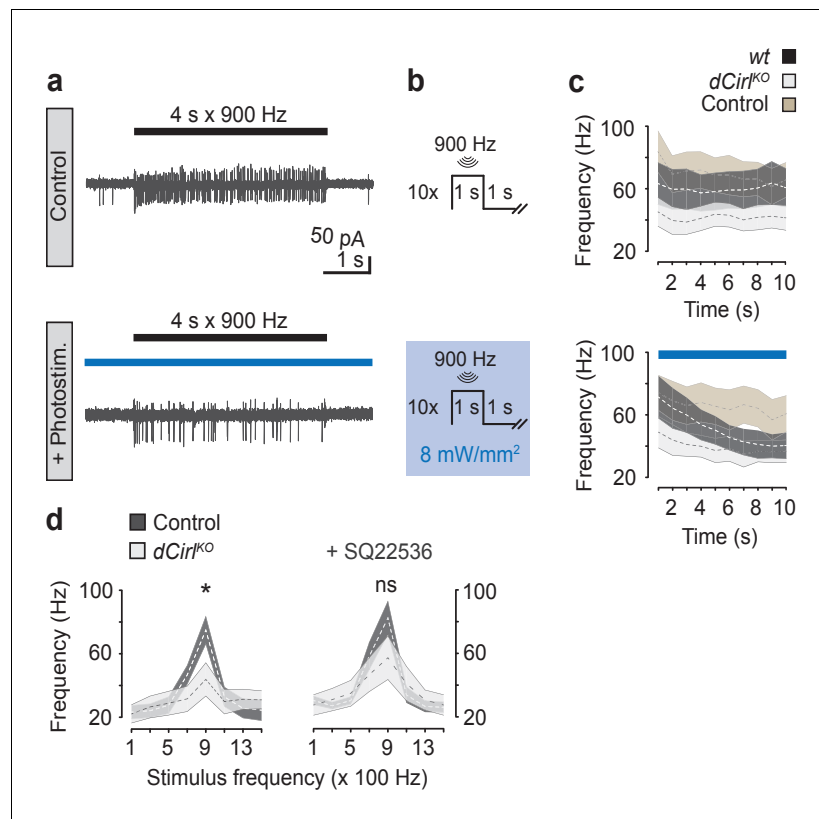 a
Control
4 s x 900 Hz
50 pA
1 s
+ Photostim.
4 s x 900 Hz
b
900 Hz
10x
1 s
1 s
900 Hz
10x
1 s
1 s
8 mW/mm²
wt
dCirlᴷᴼ
Control
c
Frequency (Hz)
100
60
20
2 4 6 8 10
Time (s)
Frequency (Hz)
100
60
20
2 4 6 8 10
Time (s)
d
Control
dCirlᴷᴼ
+ SQ22536
Frequency (Hz)
100
60
20
*
1 5 9 13
ns
100
60
20
1 5 7 9 13
Stimulus frequency (x 100 Hz)